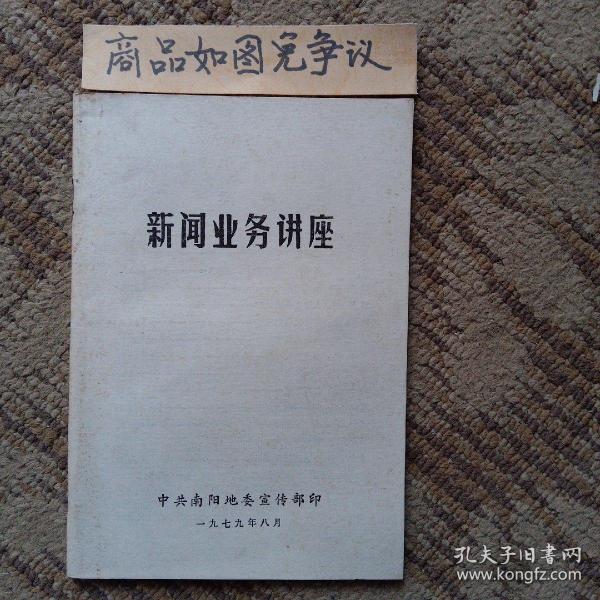 商品如图免争议
新闻业务讲座
中共南阳地委宣传部印
一九七九年八月
孔夫子旧书网
www.kongfz.com